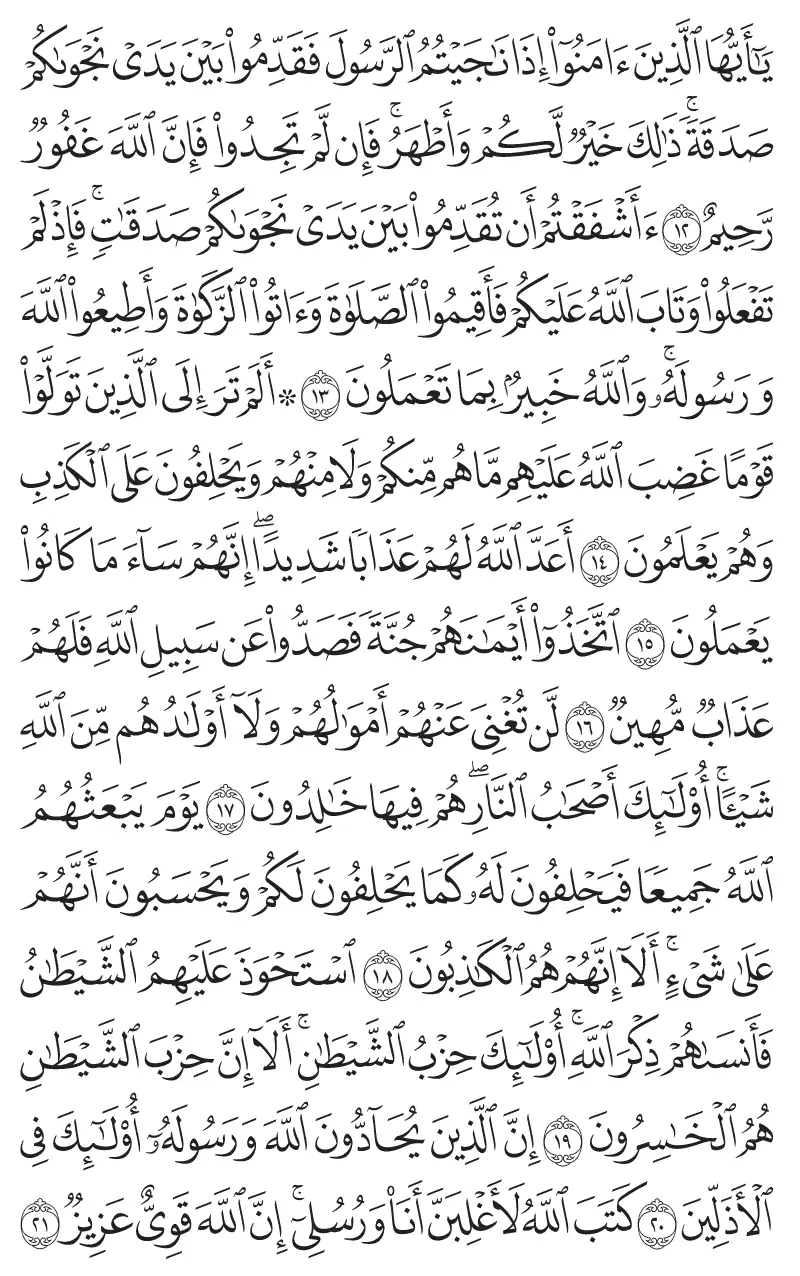 يَٰٓأَيُّهَا ٱلَّذِينَ ءَامَنُوٓا۟ إِذَا نَٰجَيْتُمُ ٱلرَّسُولَ فَقَدِّمُوا۟ بَيْنَ يَدَىْ نَجْوَىٰكُمْ
صَدَقَةً ۚ ذَٰلِكَ خَيْرٌ لَّكُمْ وَأَطْهَرُ ۚ فَإِن لَّمْ تَجِدُوا۟ فَإِنَّ ٱللَّهَ غَفُورٌ
رَّحِيمٌ ١٢ ءَأَشْفَقْتُمْ أَن تُقَدِّمُوا۟ بَيْنَ يَدَىْ نَجْوَىٰكُمْ صَدَقَٰتٍ ۚ فَإِذْ لَمْ
تَفْعَلُوا۟ وَتَابَ ٱللَّهُ عَلَيْكُمْ فَأَقِيمُوا۟ ٱلصَّلَوٰةَ وَءَاتُوا۟ ٱلزَّكَوٰةَ وَأَطِيعُوا۟ ٱللَّهَ
وَرَسُولَهُۥ ۚ وَٱللَّهُ خَبِيرٌۢ بِمَا تَعْمَلُونَ ١٣ ۞ أَلَمْ تَرَ إِلَى ٱلَّذِينَ تَوَلَّوْا۟
قَوْمًا غَضِبَ ٱللَّهُ عَلَيْهِم مَّا هُم مِّنكُمْ وَلَا مِنْهُمْ وَيَحْلِفُونَ عَلَى ٱلْكَذِبِ
وَهُمْ يَعْلَمُونَ ١٤ أَعَدَّ ٱللَّهُ لَهُمْ عَذَابًا شَدِيدًا ۖ إِنَّهُمْ سَآءَ مَا كَانُوا۟
يَعْمَلُونَ ١٥ ٱتَّخَذُوٓا۟ أَيْمَٰنَهُمْ جُنَّةً فَصَدُّوا۟ عَن سَبِيلِ ٱللَّهِ فَلَهُمْ
عَذَابٌ مُّهِينٌ ١٦ لَّن تُغْنِىَ عَنْهُمْ أَمْوَٰلُهُمْ وَلَآ أَوْلَٰدُهُم مِّنَ ٱللَّهِ
شَيْـًٔا ۚ أُو۟لَٰٓئِكَ أَصْحَٰبُ ٱلنَّارِ ۖ هُمْ فِيهَا خَٰلِدُونَ ١٧ يَوْمَ يَبْعَثُهُمُ
ٱللَّهُ جَمِيعًا فَيَحْلِفُونَ لَهُۥ كَمَا يَحْلِفُونَ لَكُمْ وَيَحْسَبُونَ أَنَّهُمْ
عَلَىٰ شَىْءٍ ۚ أَلَآ إِنَّهُمْ هُمُ ٱلْكَٰذِبُونَ ١٨ ٱسْتَحْوَذَ عَلَيْهِمُ ٱلشَّيْطَٰنُ
فَأَنسَىٰهُمْ ذِكْرَ ٱللَّهِ ۚ أُو۟لَٰٓئِكَ حِزْبُ ٱلشَّيْطَٰنِ ۚ أَلَآ إِنَّ حِزْبَ ٱلشَّيْطَٰنِ
هُمُ ٱلْخَٰسِرُونَ ١٩ إِنَّ ٱلَّذِينَ يُحَآدُّونَ ٱللَّهَ وَرَسُولَهُۥٓ أُو۟لَٰٓئِكَ فِى
ٱلْأَذَلِّينَ ٢٠ كَتَبَ ٱللَّهُ لَأَغْلِبَنَّ أَنَا۠ وَرُسُلِىٓ ۚ إِنَّ ٱللَّهَ قَوِىٌّ عَزِيزٌ ٢١